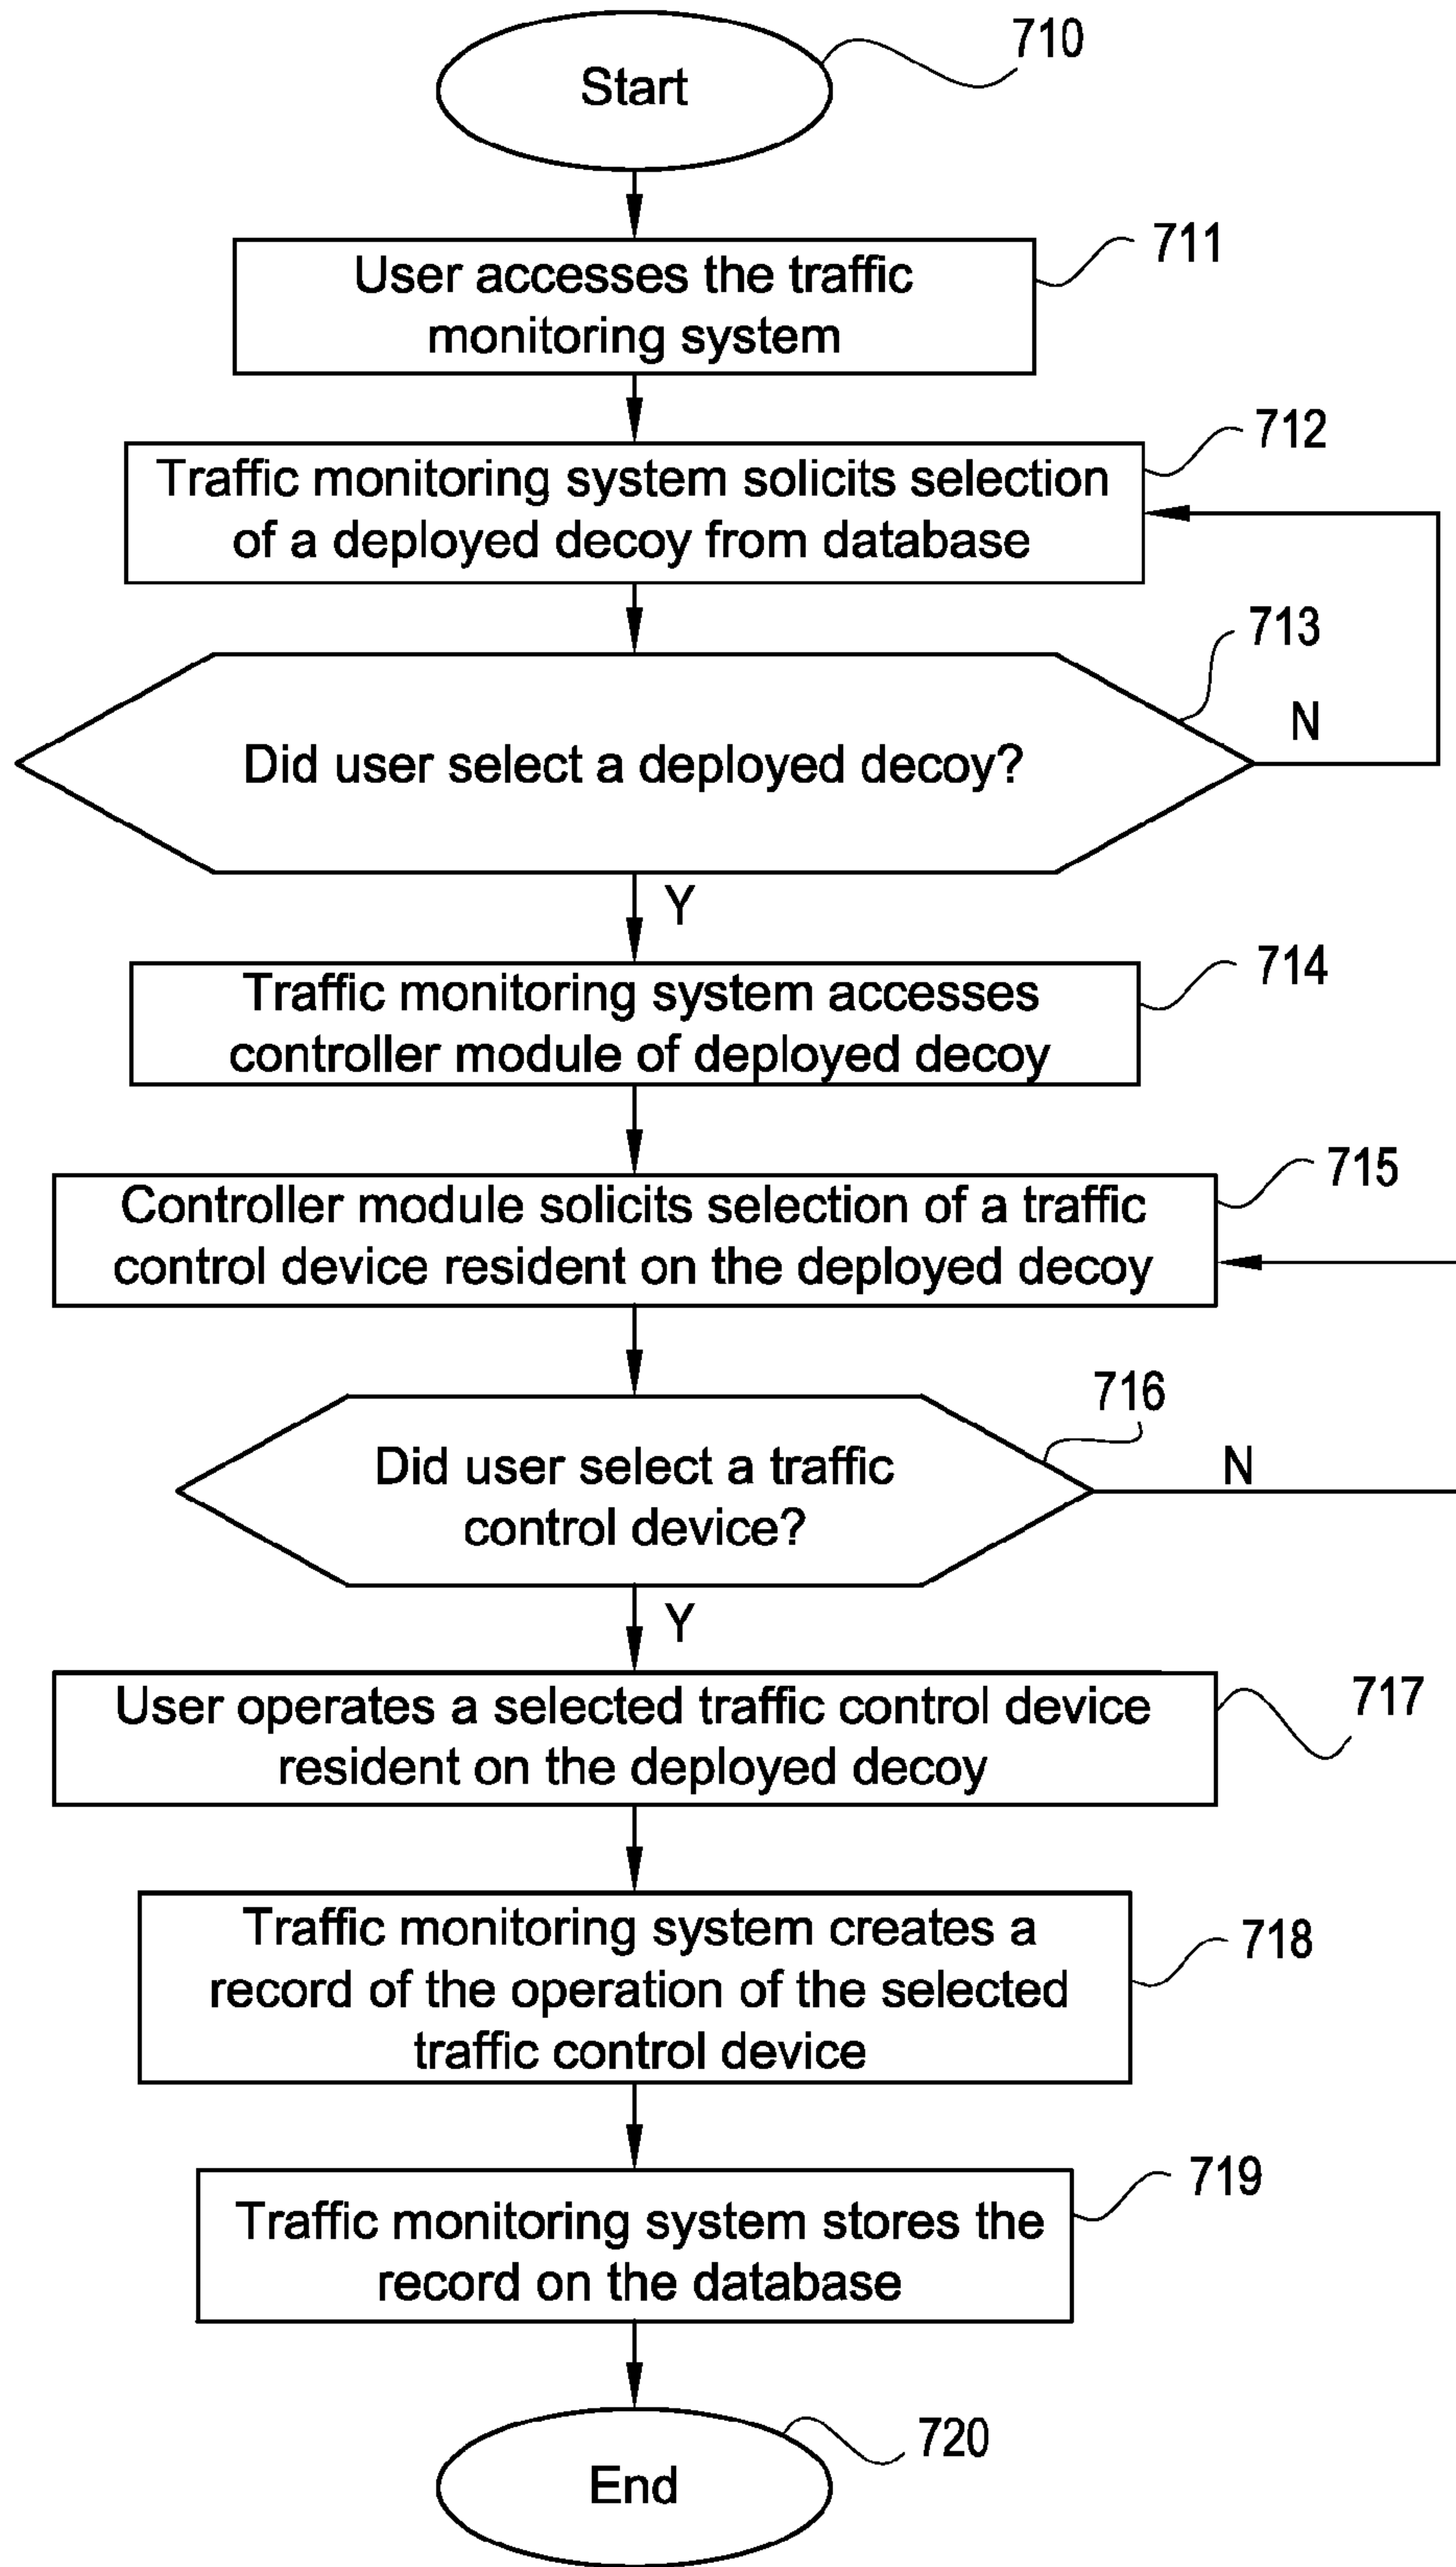 710
Start
711
User accesses the traffic
monitoring system
712
Traffic monitoring system solicits selection
of a deployed decoy from database
713
N
Did user select a deployed decoy?
Y
714
Traffic monitoring system accesses
controller module of deployed decoy
715
Controller module solicits selection of a traffic
control device resident on the deployed decoy
716
N
Did user select a traffic
control device?
Y
717
User operates a selected traffic control device
resident on the deployed decoy
718
Traffic monitoring system creates a
record of the operation of the selected
traffic control device
719
Traffic monitoring system stores the
record on the database
720
End